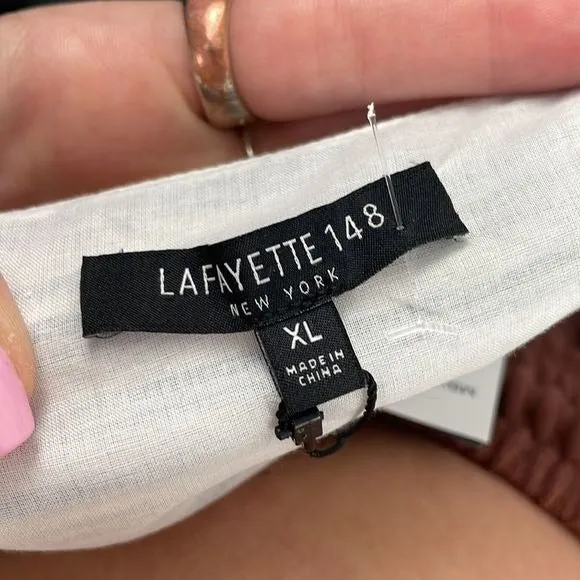 LAFAYETTE 148
NEW YORK
XL
MADE IN
CHINA